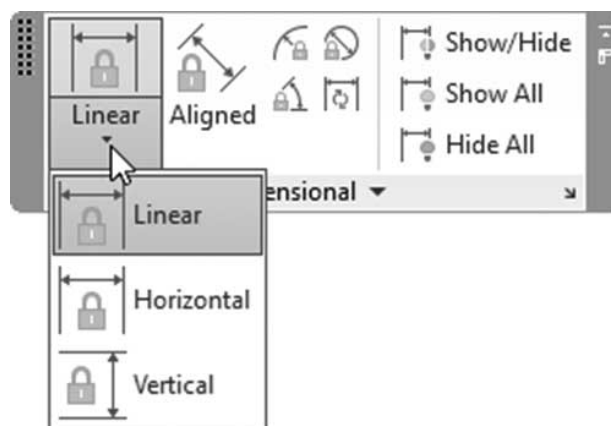 Linear
Aligned
Show/Hide
Show All
Hide All
ensional
Linear
Horizontal
Vertical